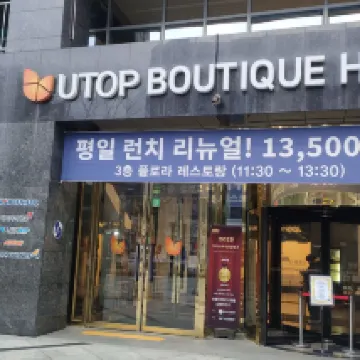 UTOP BOUTIQUE H
평일 런치 리뉴얼! 13,500
3층 플로라 레스토랑 (11:30 ~ 13:30)